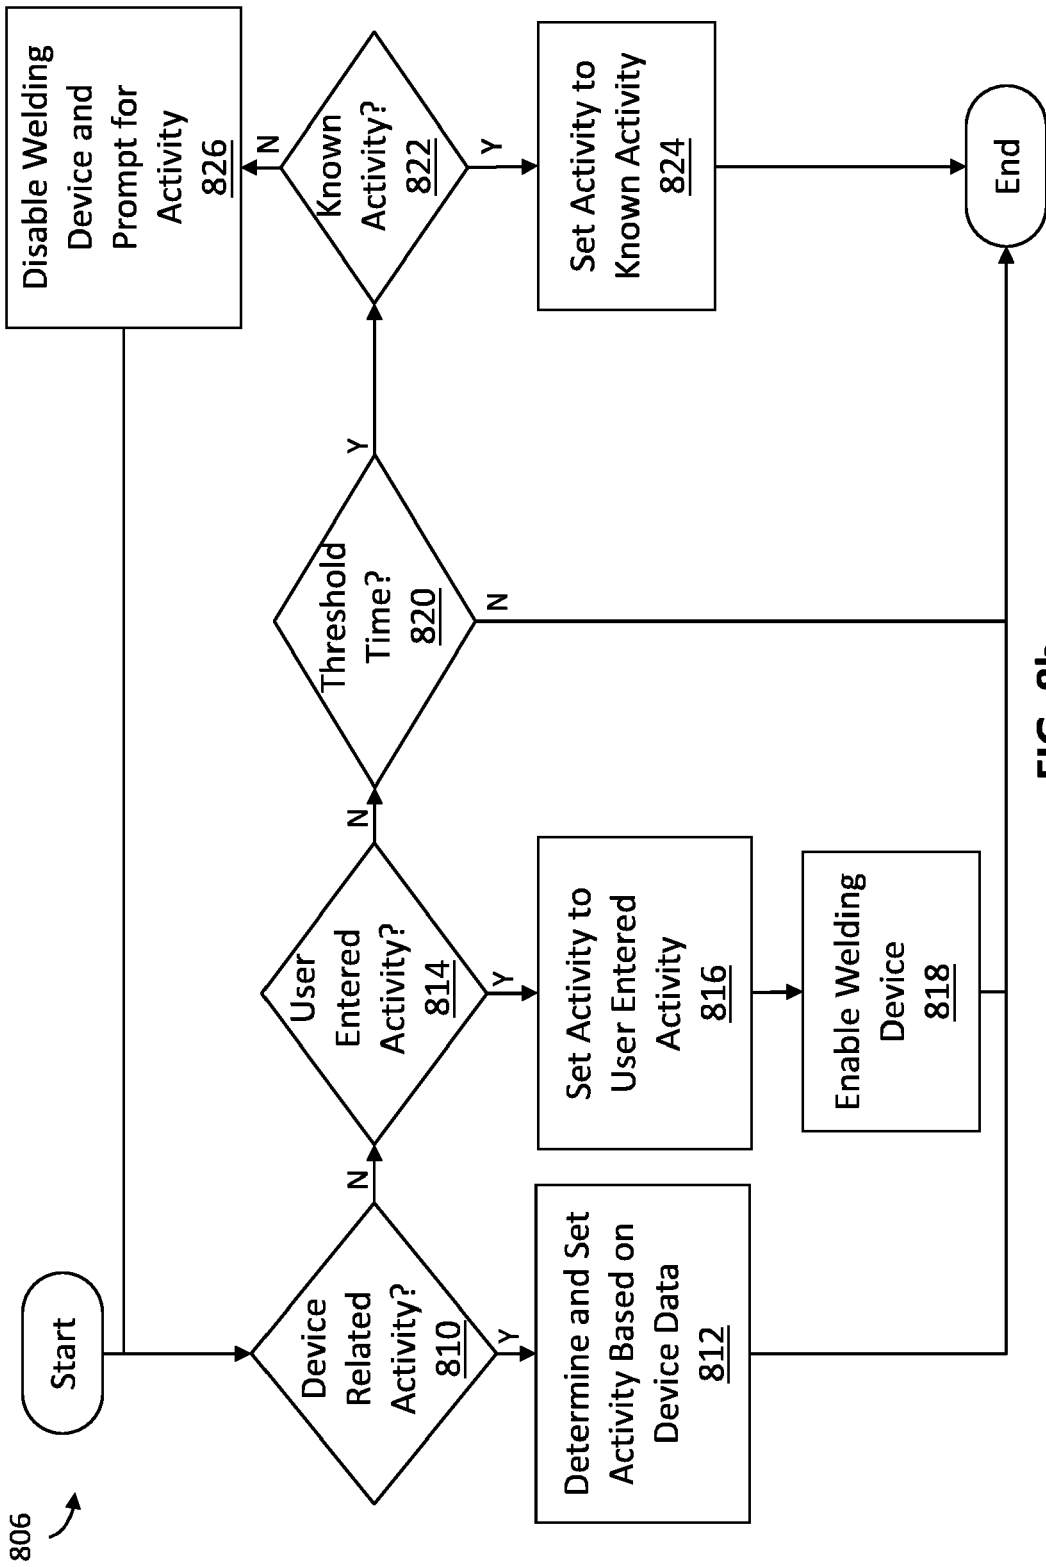 806
Start
Device
Related
Activity?
810
N
Y
Determine and Set
Activity Based on
Device Data
812
User
Entered
Activity?
814
N
Y
Set Activity to
User Entered
Activity
816
Enable Welding
Device
818
Threshold
Time?
820
Y
N
Known
Activity?
822
N
Y
Disable Welding
Device and
Prompt for
Activity
826
Set Activity to
Known Activity
824
End